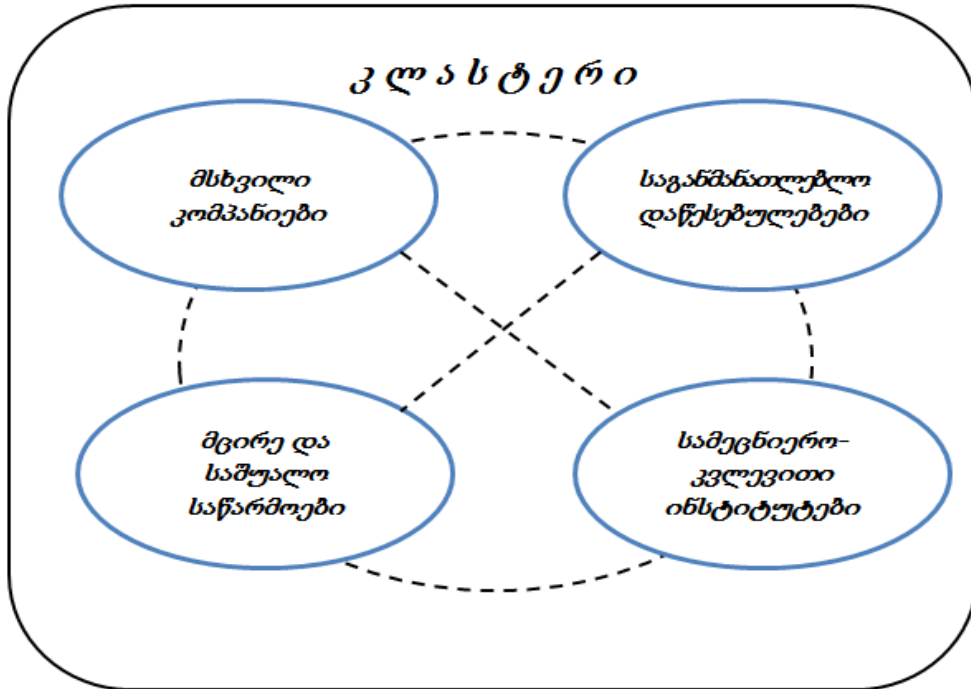 კ ლ ა ს ტ ე რ ი
მსხვილი
კომპანიები
საგანმანათლებლო
დაწესებულებები
მცირე და
საშუალო
საწარმოები
სამეცნიერო-
კვლევითი
ინსტიტუტები